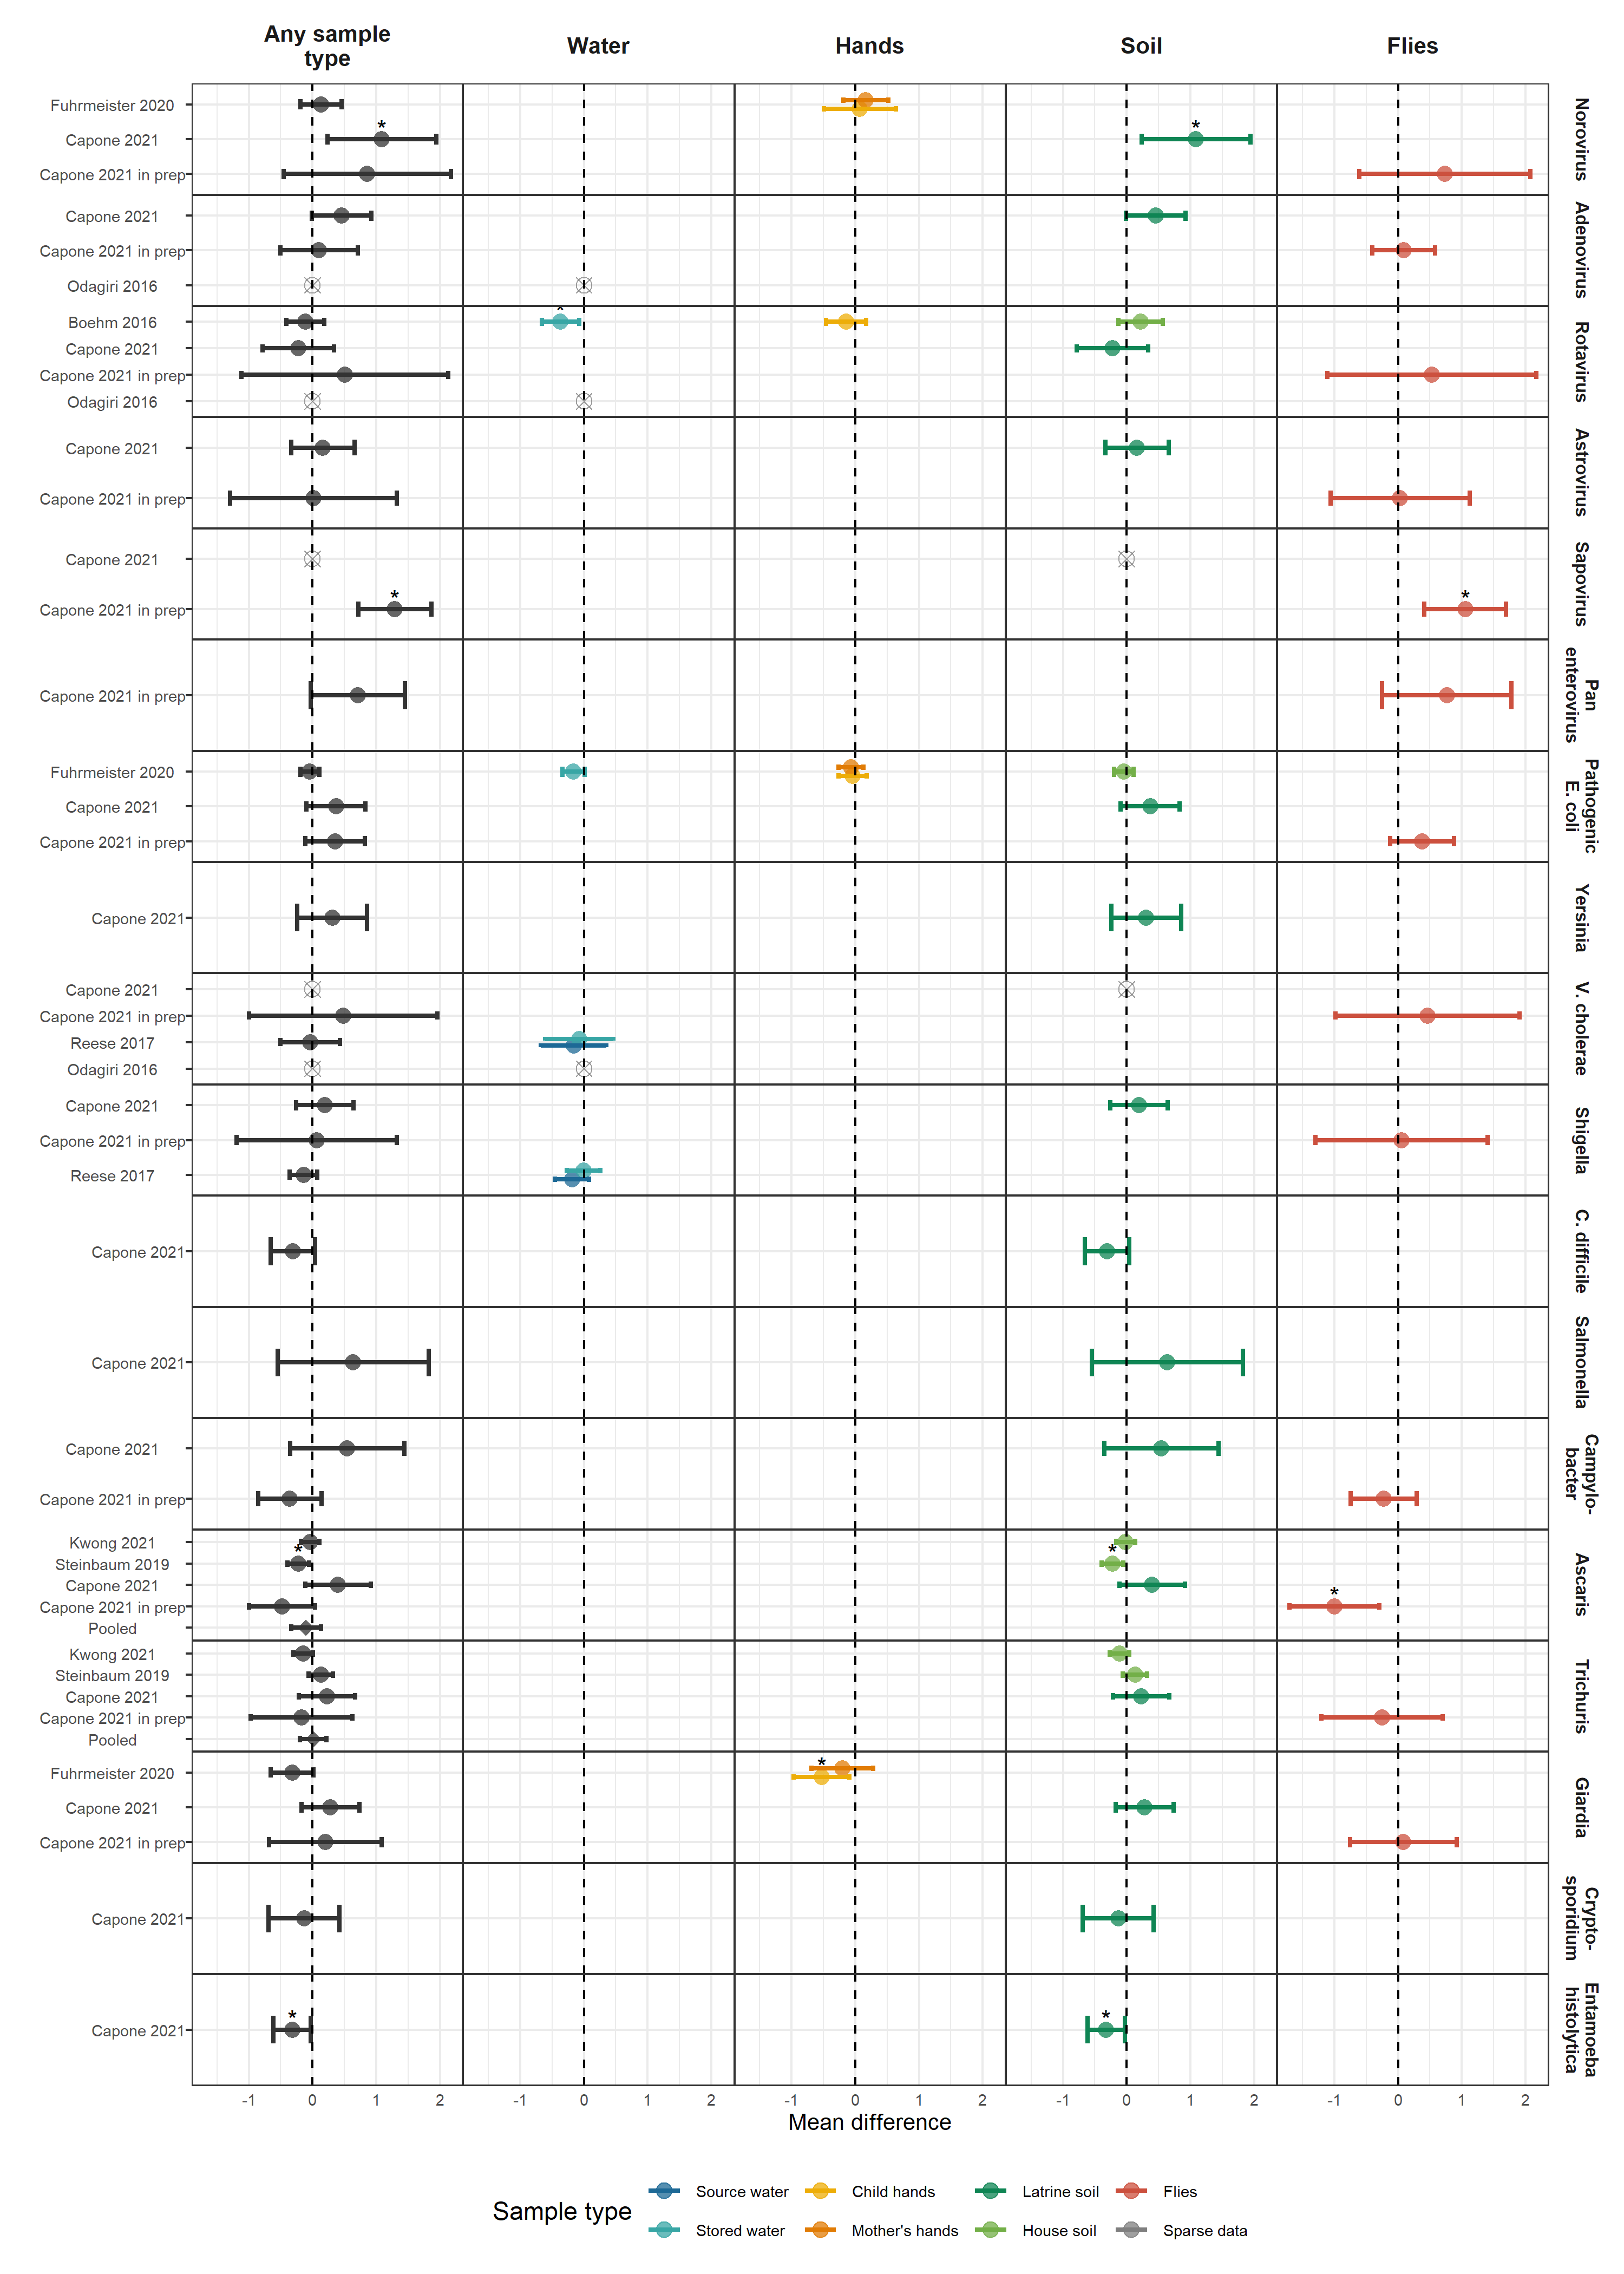 Any sample
type
Water
Hands
Soil
Flies
Fuhrmeister 2020
Capone 2021
Capone 2021 in prep
Norovirus
*
*
Capone 2021
Capone 2021 in prep
Odagiri 2016
Adenovirus
Boehm 2016
Capone 2021
Capone 2021 in prep
Odagiri 2016
Rotavirus
*
Capone 2021
Capone 2021 in prep
Astrovirus
Capone 2021
Capone 2021 in prep
Sapovirus
*
*
Capone 2021 in prep
Pan
enterovirus
Fuhrmeister 2020
Capone 2021
Capone 2021 in prep
Pathogenic
E. coli
Capone 2021
Yersinia
Capone 2021
Capone 2021 in prep
Reese 2017
Odagiri 2016
V. cholerae
Capone 2021
Capone 2021 in prep
Reese 2017
Shigella
Capone 2021
C. difficile
Capone 2021
Salmonella
Capone 2021
Capone 2021 in prep
Campylo-
bacter
Kwong 2021
Steinbaum 2019
Capone 2021
Capone 2021 in prep
Pooled
Ascaris
*
*
*
Kwong 2021
Steinbaum 2019
Capone 2021
Capone 2021 in prep
Pooled
Trichuris
Fuhrmeister 2020
Capone 2021
Capone 2021 in prep
Giardia
*
Capone 2021
Crypto-
sporidium
Capone 2021
Entamoeba
histolytica
*
*
-1 0 1 2 -1 0 1 2 -1 0 1 2 -1 0 1 2 -1 0 1 2
Mean difference
Sample type
Source water
Child hands
Latrine soil
Flies
Stored water
Mother's hands
House soil
Sparse data